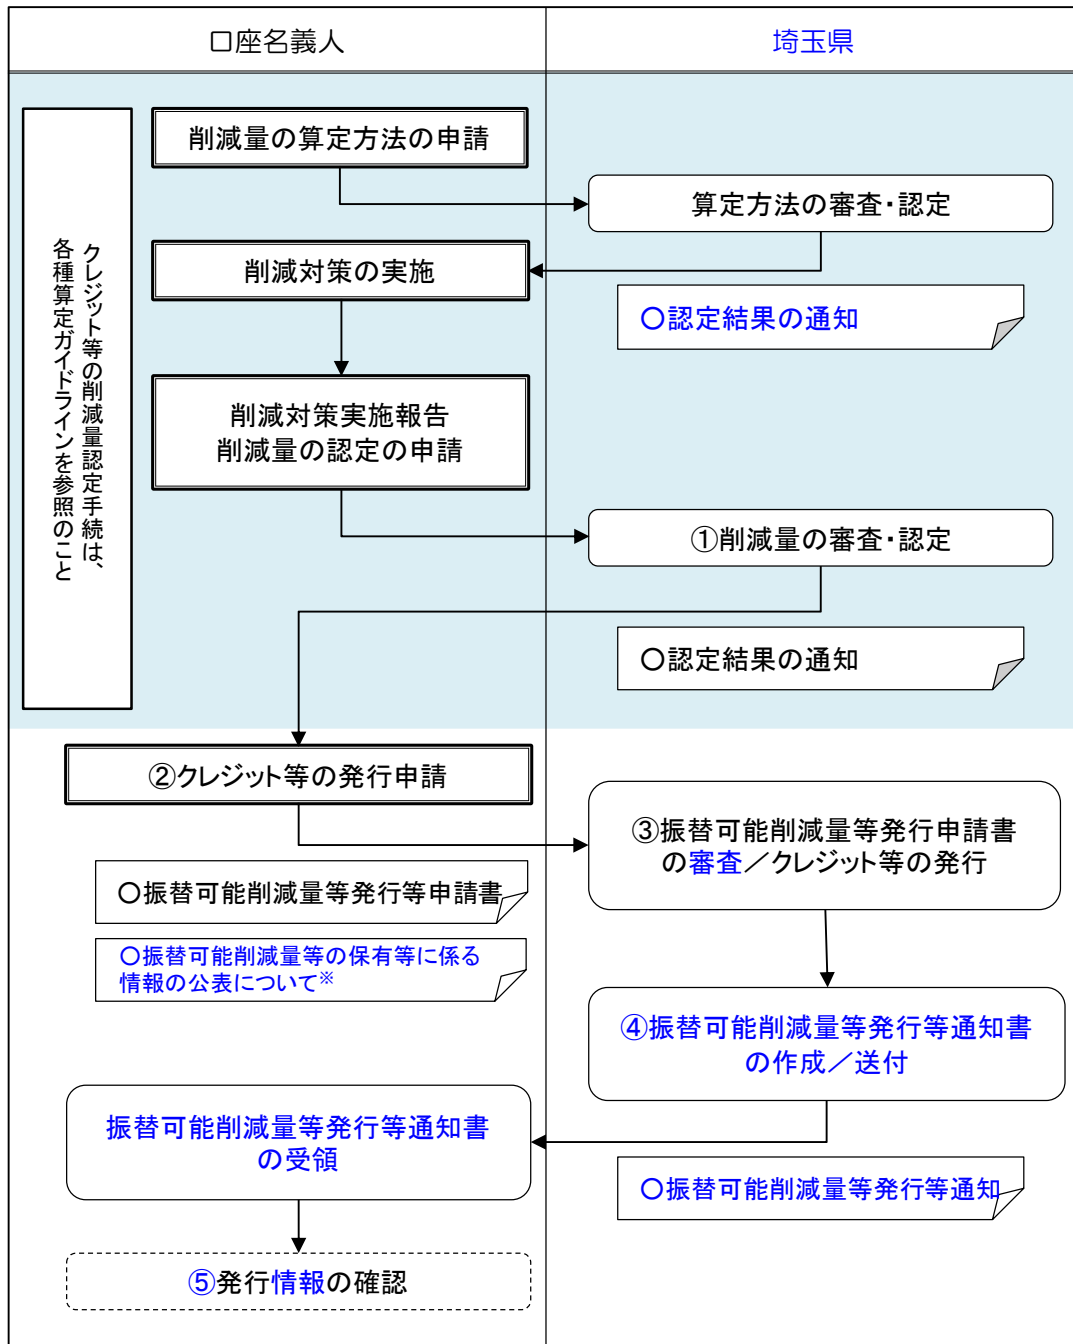 口座名義人
埼玉県
クレジット等の削減量認定手続は、
各種算定ガイドラインを参照のこと
削減量の算定方法の申請
算定方法の審査・認定
削減対策の実施
○認定結果の通知
削減対策実施報告
削減量の認定の申請
①削減量の審査・認定
○認定結果の通知
②クレジット等の発行申請
③振替可能削減量等発行申請書
の審査／クレジット等の発行
○振替可能削減量等発行等申請書
○振替可能削減量等の保有等に係る
情報の公表について※
④振替可能削減量等発行等通知書
の作成／送付
振替可能削減量等発行等通知書
の受領
○振替可能削減量等発行等通知
⑤発行情報の確認